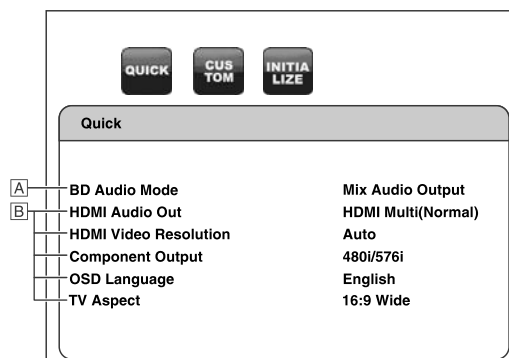 QUICK
CUS
TOM
INITIA
LIZE
Quick
A BD Audio Mode Mix Audio Output
B HDMI Audio Out HDMI Multi(Normal)
HDMI Video Resolution Auto
Component Output 480i/576i
OSD Language English
TV Aspect 16:9 Wide